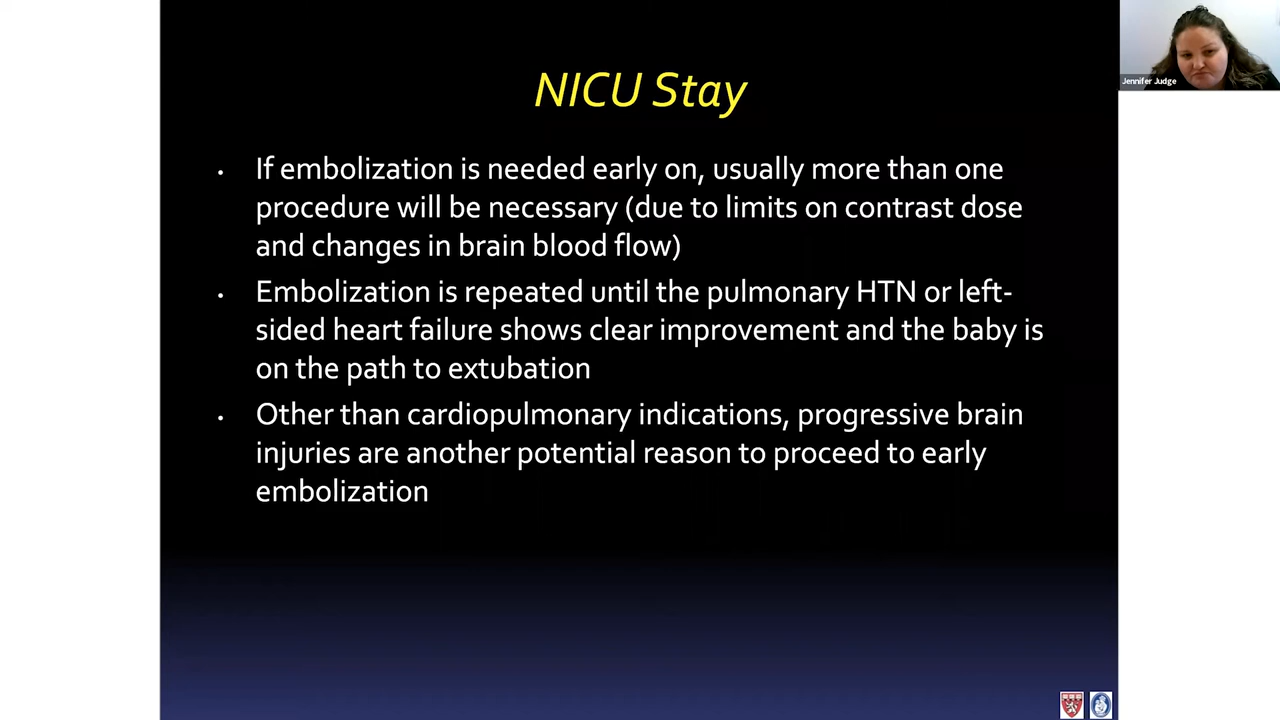 NICU Stay
Jennifer Judge
• If embolization is needed early on, usually more than one
procedure will be necessary (due to limits on contrast dose
and changes in brain blood flow)
• Embolization is repeated until the pulmonary HTN or left-
sided heart failure shows clear improvement and the baby is
on the path to extubation
• Other than cardiopulmonary indications, progressive brain
injuries are another potential reason to proceed to early
embolization